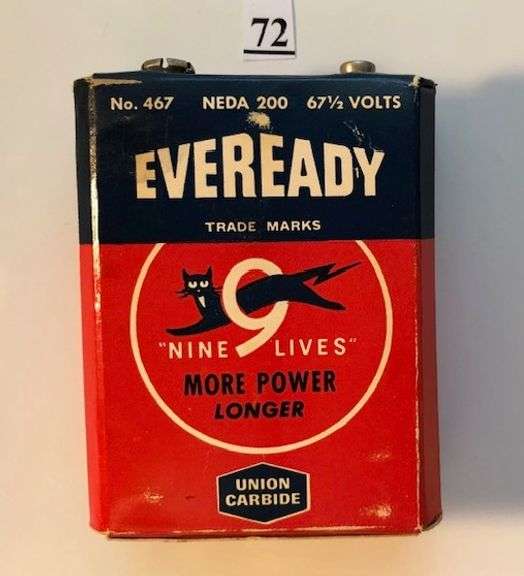 72
No. 467 NEDA 200 67½ VOLTS
EVEREADY
TRADE MARKS
9
"NINE LIVES"
MORE POWER
LONGER
UNION
CARBIDE